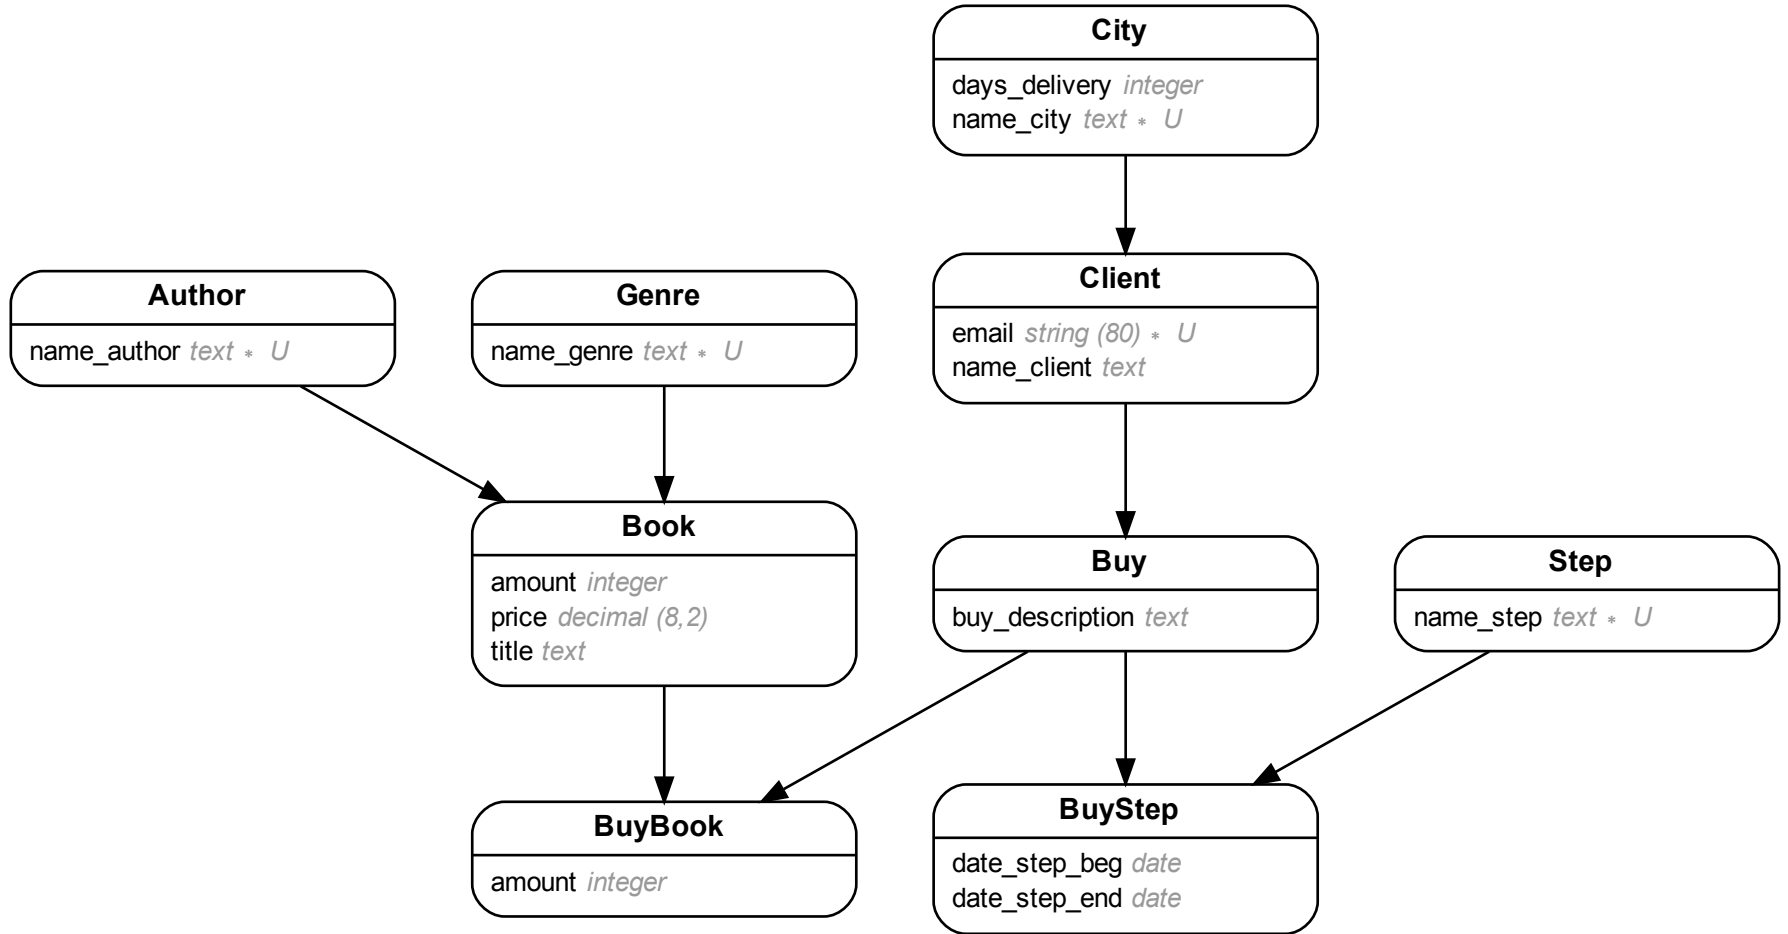 City
days_delivery integer
name_city text * U
Author
name_author text * U
Genre
name_genre text * U
Client
email string (80) * U
name_client text
Book
amount integer
price decimal (8,2)
title text
Buy
buy_description text
Step
name_step text * U
BuyBook
amount integer
BuyStep
date_step_beg date
date_step_end date